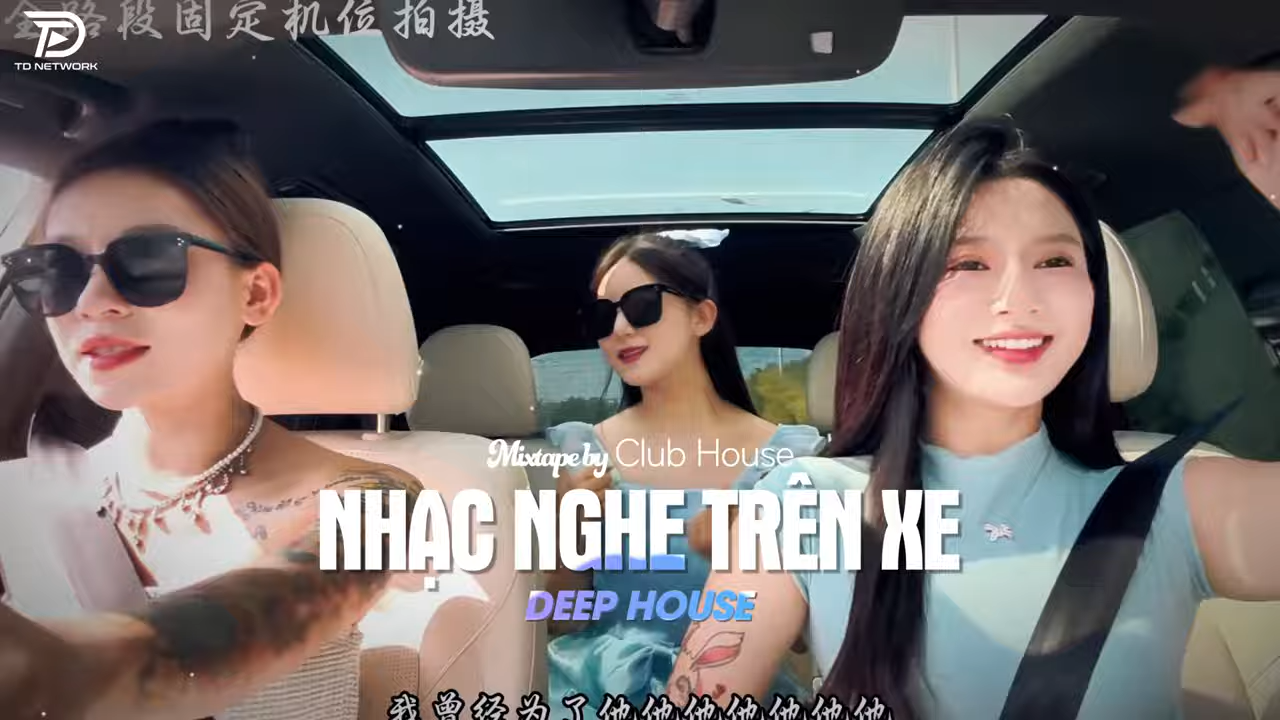 全路段固定机位拍摄
TD NETWORK
Mixtape by Club House
NHẠC NGHE TRÊN XE
DEEP HOUSE
我曾经为了他他他他他他他